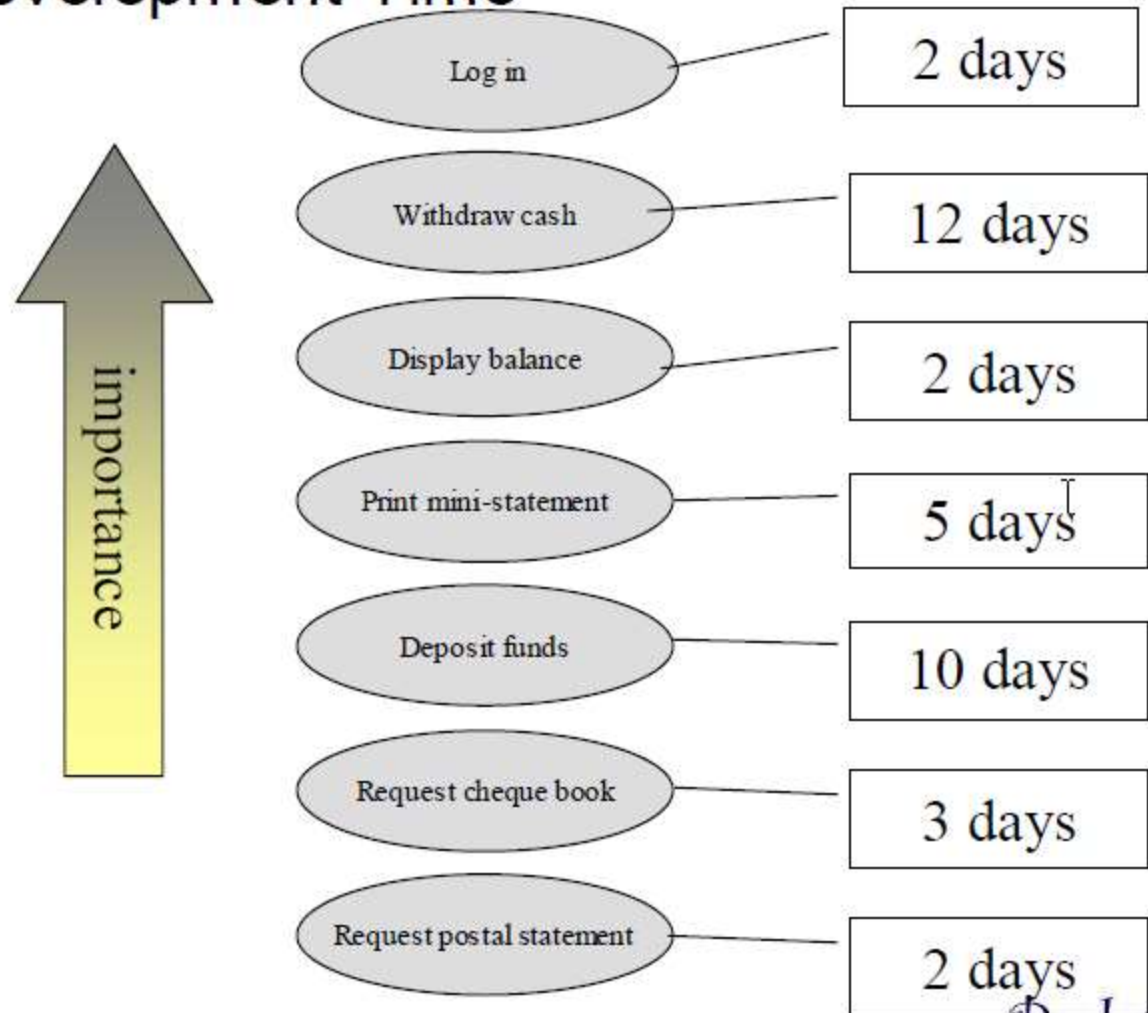 Time
Log in
2 days
Withdraw cash
12 days
Display balance
2 days
Print mini-statement
5 days
importance
Deposit funds
10 days
Request cheque book
3 days
Request postal statement
2 days